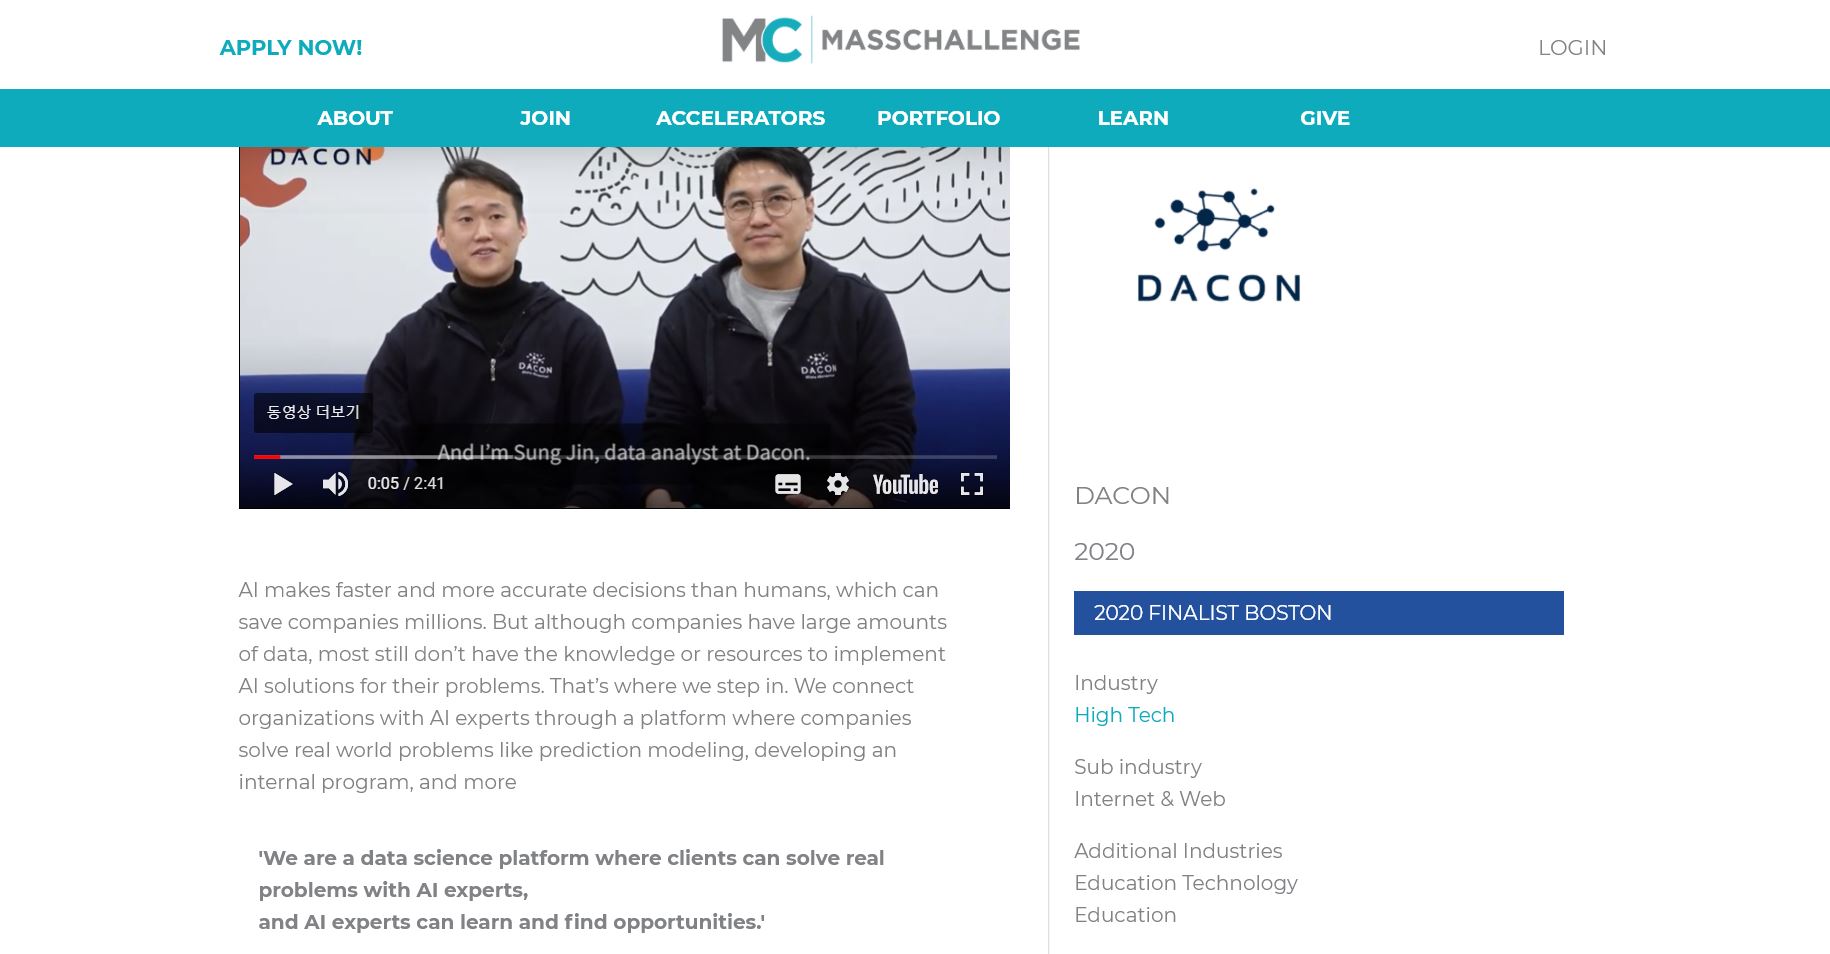 APPLY NOW!
MC MASSCHALLENGE
LOGIN
ABOUT JOIN ACCELERATORS PORTFOLIO LEARN GIVE
DACON
DACON
DACON
동영상 더보기
And I'm Sung Jin, data analyst at Dacon.
0:05 / 2:41
YouTube
AI makes faster and more accurate decisions than humans, which can
save companies millions. But although companies have large amounts
of data, most still don’t have the knowledge or resources to implement
AI solutions for their problems. That’s where we step in. We connect
organizations with AI experts through a platform where companies
solve real world problems like prediction modeling, developing an
internal program, and more
'We are a data science platform where clients can solve real
problems with AI experts,
and AI experts can learn and find opportunities.'
DACON
DACON
2020
2020 FINALIST BOSTON
Industry
High Tech
Sub industry
Internet & Web
Additional Industries
Education Technology
Education